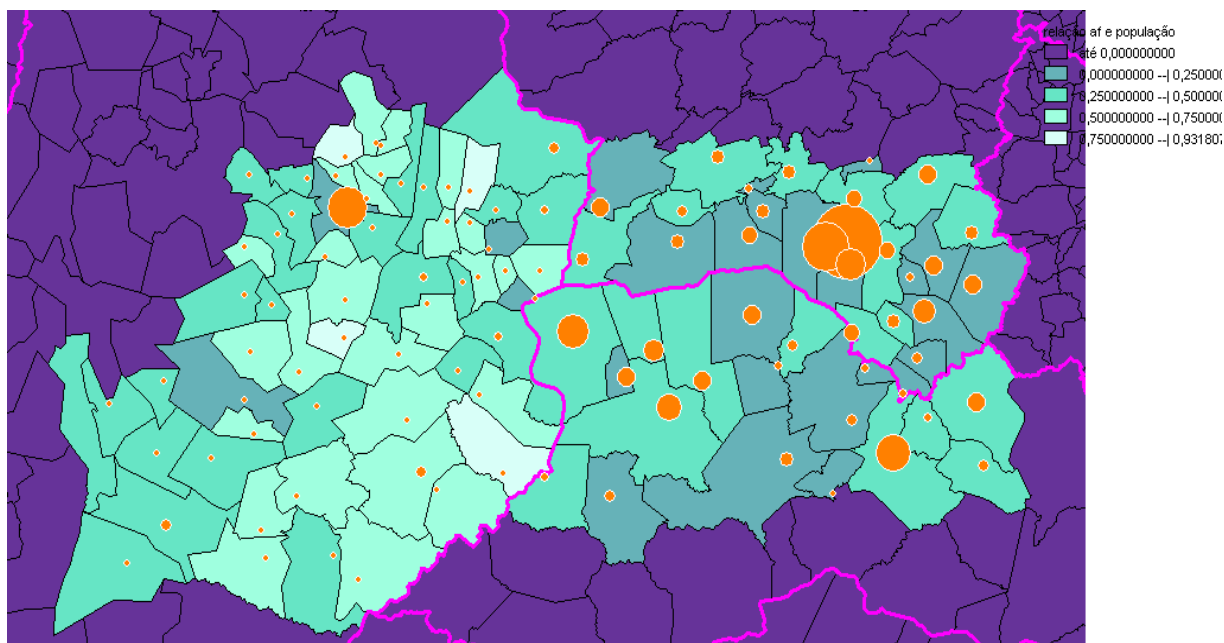 relação af e população
até 0,000000000
0,000000000 --| 0,250000
0,250000000 --| 0,500000
0,500000000 --| 0,750000
0,750000000 --| 0,931807